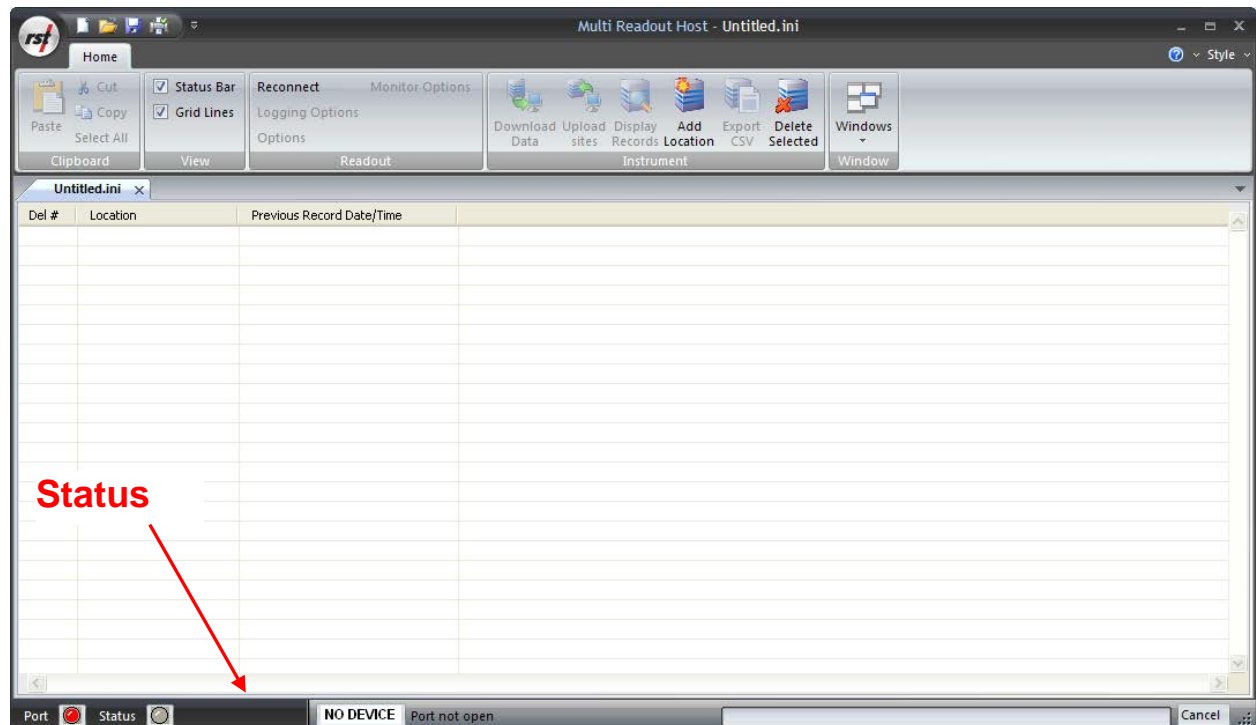 rst
Multi Readout Host - Untitled.ini
Home
Style
Paste
Cut
Copy
Select All
Clipboard
Status Bar
Grid Lines
View
Reconnect Monitor Options
Logging Options
Options
Readout
Download Data
Upload sites
Display Records
Add Location
Export CSV
Delete Selected
Instrument
Windows
Window
Untitled.ini
Del # Location Previous Record Date/Time
Status
Port Status NO DEVICE Port not open Cancel